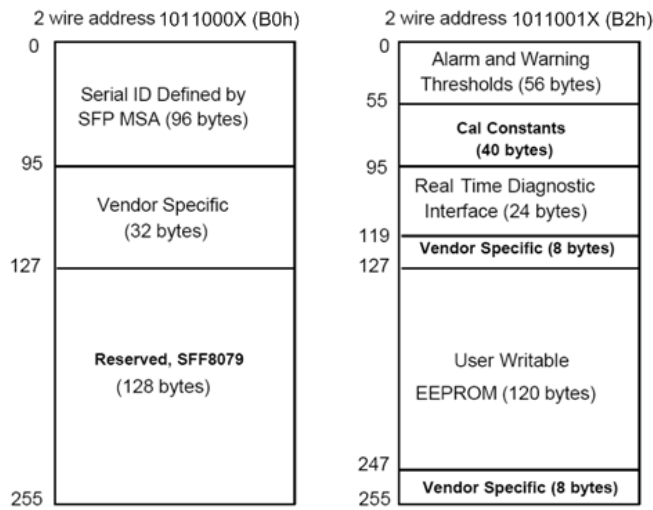 2 wire address 1011000X (B0h)
0
Serial ID Defined by
SFP MSA (96 bytes)
95
Vendor Specific
(32 bytes)
127
Reserved, SFF8079
(128 bytes)
255
2 wire address 1011001X (B2h)
0
Alarm and Warning
Thresholds (56 bytes)
55
Cal Constants
(40 bytes)
95
Real Time Diagnostic
Interface (24 bytes)
119
Vendor Specific (8 bytes)
127
User Writable
EEPROM (120 bytes)
247
Vendor Specific (8 bytes)
255